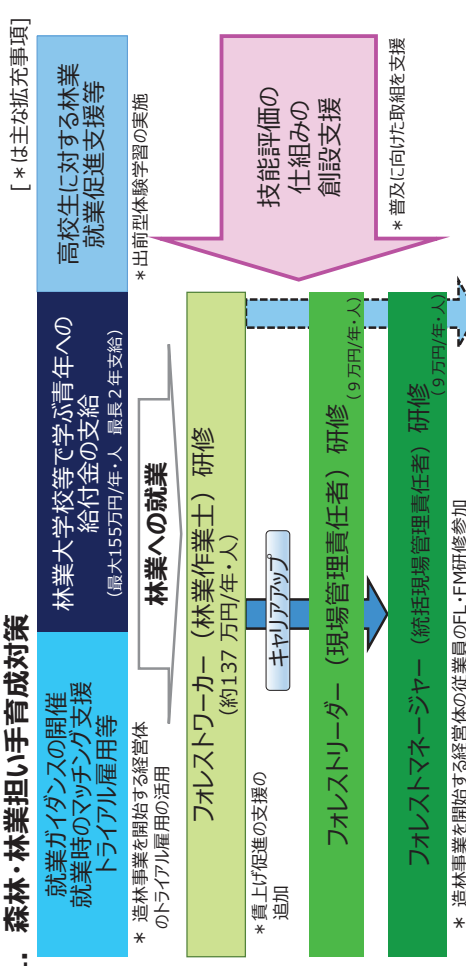 森林・林業担い手育成対策
[＊は主な拡充事項]
就業ガイダンスの開催
就業時のマッチング支援
トライアル雇用等
林業大学校等で学ぶ青年への
給付金の支給
(最大155万円/年・人 最長２年支給)
高校生に対する林業
就業促進支援等
＊ 造林事業を開始する経営体
のトライアル雇用の活用
林業への就業
＊出前型体験学習の実施
フォレストワーカー（林業作業士）研修
(約137 万円/年・人)
＊賃上げ促進の支援の
追加
キャリアアップ
技能評価の
仕組みの
創設支援
＊普及に向けた取組を支援
フォレストリーダー（現場管理責任者）研修
(９万円/年・人)
フォレストマネージャー（統括現場管理責任者）研修
(９万円/年・人)
＊ 造林事業を開始する経営体の従業員のFL・FM研修参加